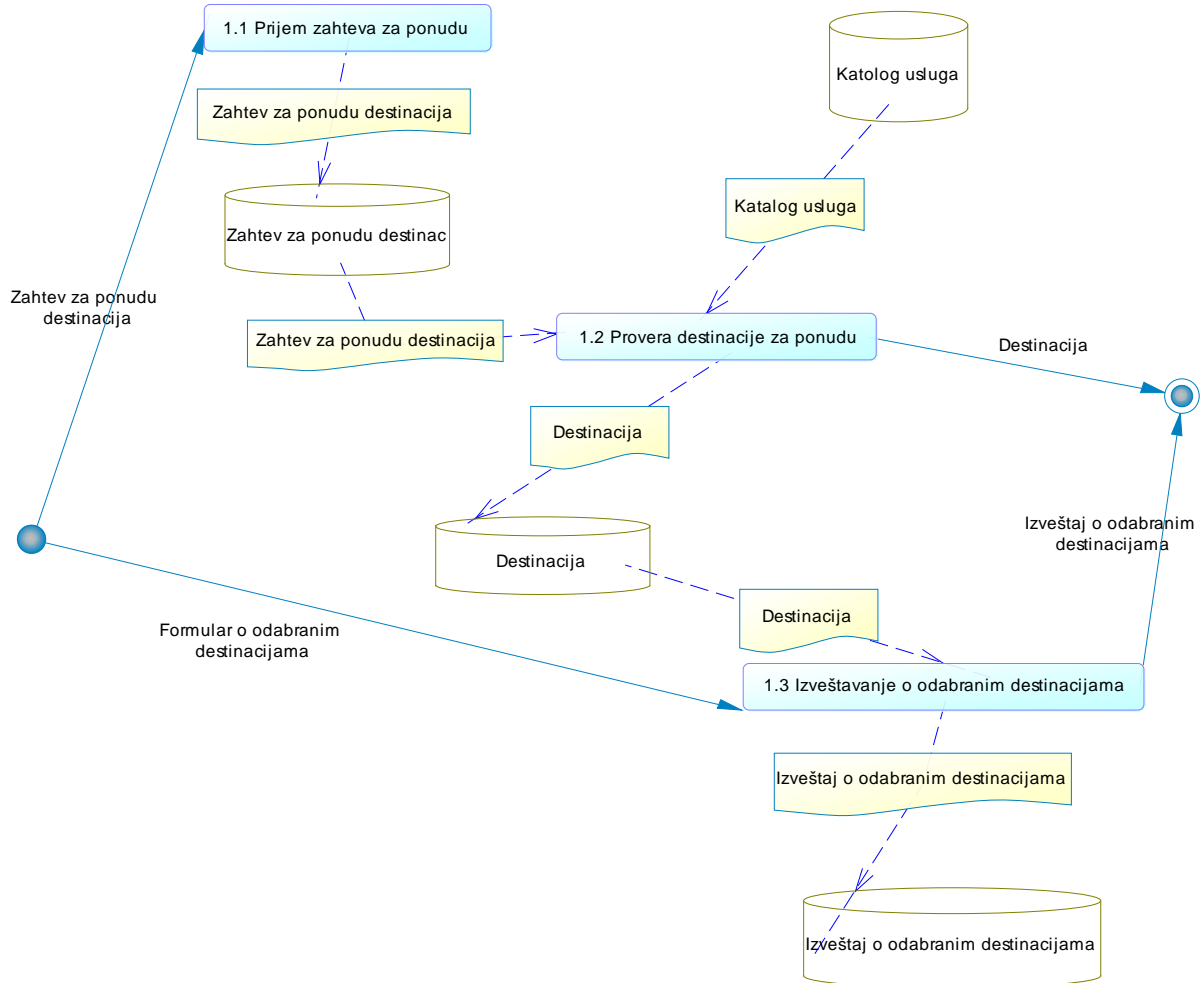 1.1 Prijem zahteva za ponudu
Katolog usluga
Zahtev za ponudu destinacija
Katalog usluga
Zahtev za ponudu destinac
Zahtev za ponudu
destinacija
Zahtev za ponudu destinacija
1.2 Provera destinacije za ponudu
Destinacija
Destinacija
Izveštaj o odabranim
destinacijama
Destinacija
Destinacija
Formular o odabranim
destinacijama
1.3 Izveštavanje o odabranim destinacijama
Izveštaj o odabranim destinacijama
Izveštaj o odabranim destinacijama